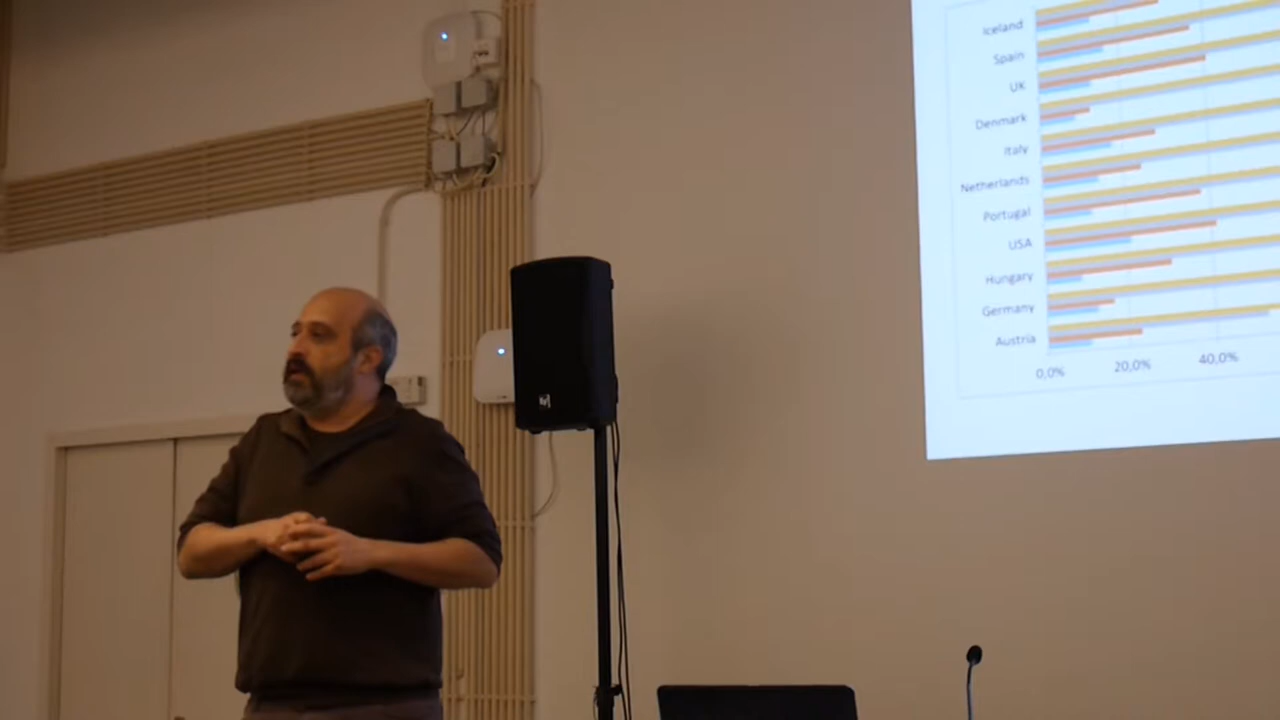 Iceland
Spain
UK
Denmark
Italy
Netherlands
Portugal
USA
Hungary
Germany
Austria
0,0% 20,0% 40,0%